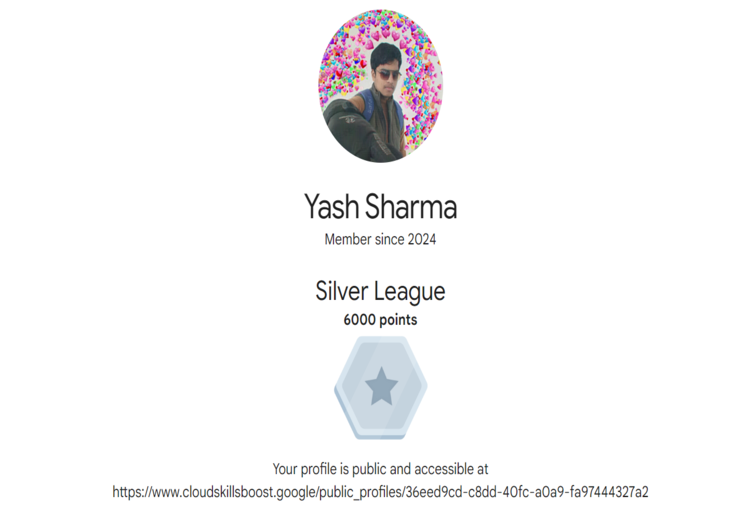 Yash Sharma
Member since 2024
Silver League
6000 points
Your profile is public and accessible at
https://www.cloudskillsboost.google/public_profiles/36eed9cd-c8dd-40fc-a0a9-fa97444327a2